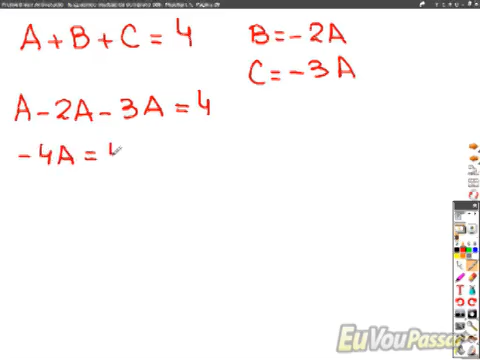 A + B + C = 4
B = -2A
C = -3A
A - 2A - 3A = 4
- 4A =
EuVouPassar